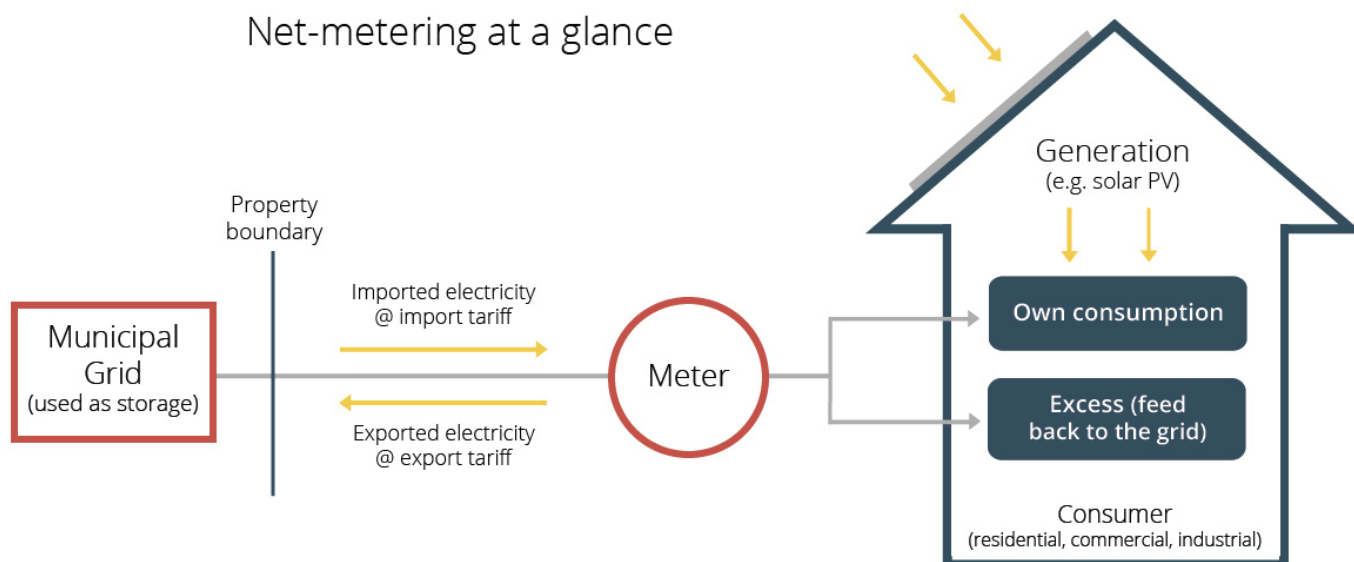 Net-metering at a glance
Property
boundary
Municipal
Grid
(used as storage)
Imported electricity
@ import tariff
Exported electricity
@ export tariff
Meter
Generation
(e.g. solar PV)
Own consumption
Excess (feed
back to the grid)
Consumer
(residential, commercial, industrial)